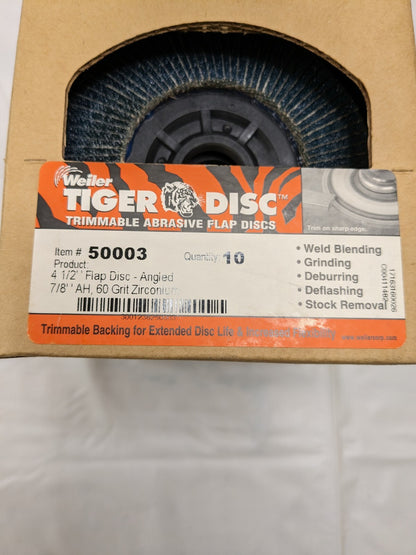 Weiler
TIGER DISC™
TRIMMABLE ABRASIVE FLAP DISCS
Trim on sharp edge.
Item # 50003
Quantity: 10
Product:
4 1/2'' Flap Disc - Angled
7/8'' AH, 60 Grit Zirconium
• Weld Blending
• Grinding
• Deburring
• Deflashing
• Stock Removal
Trimmable Backing for Extended Disc Life &
www.weilercorp.com